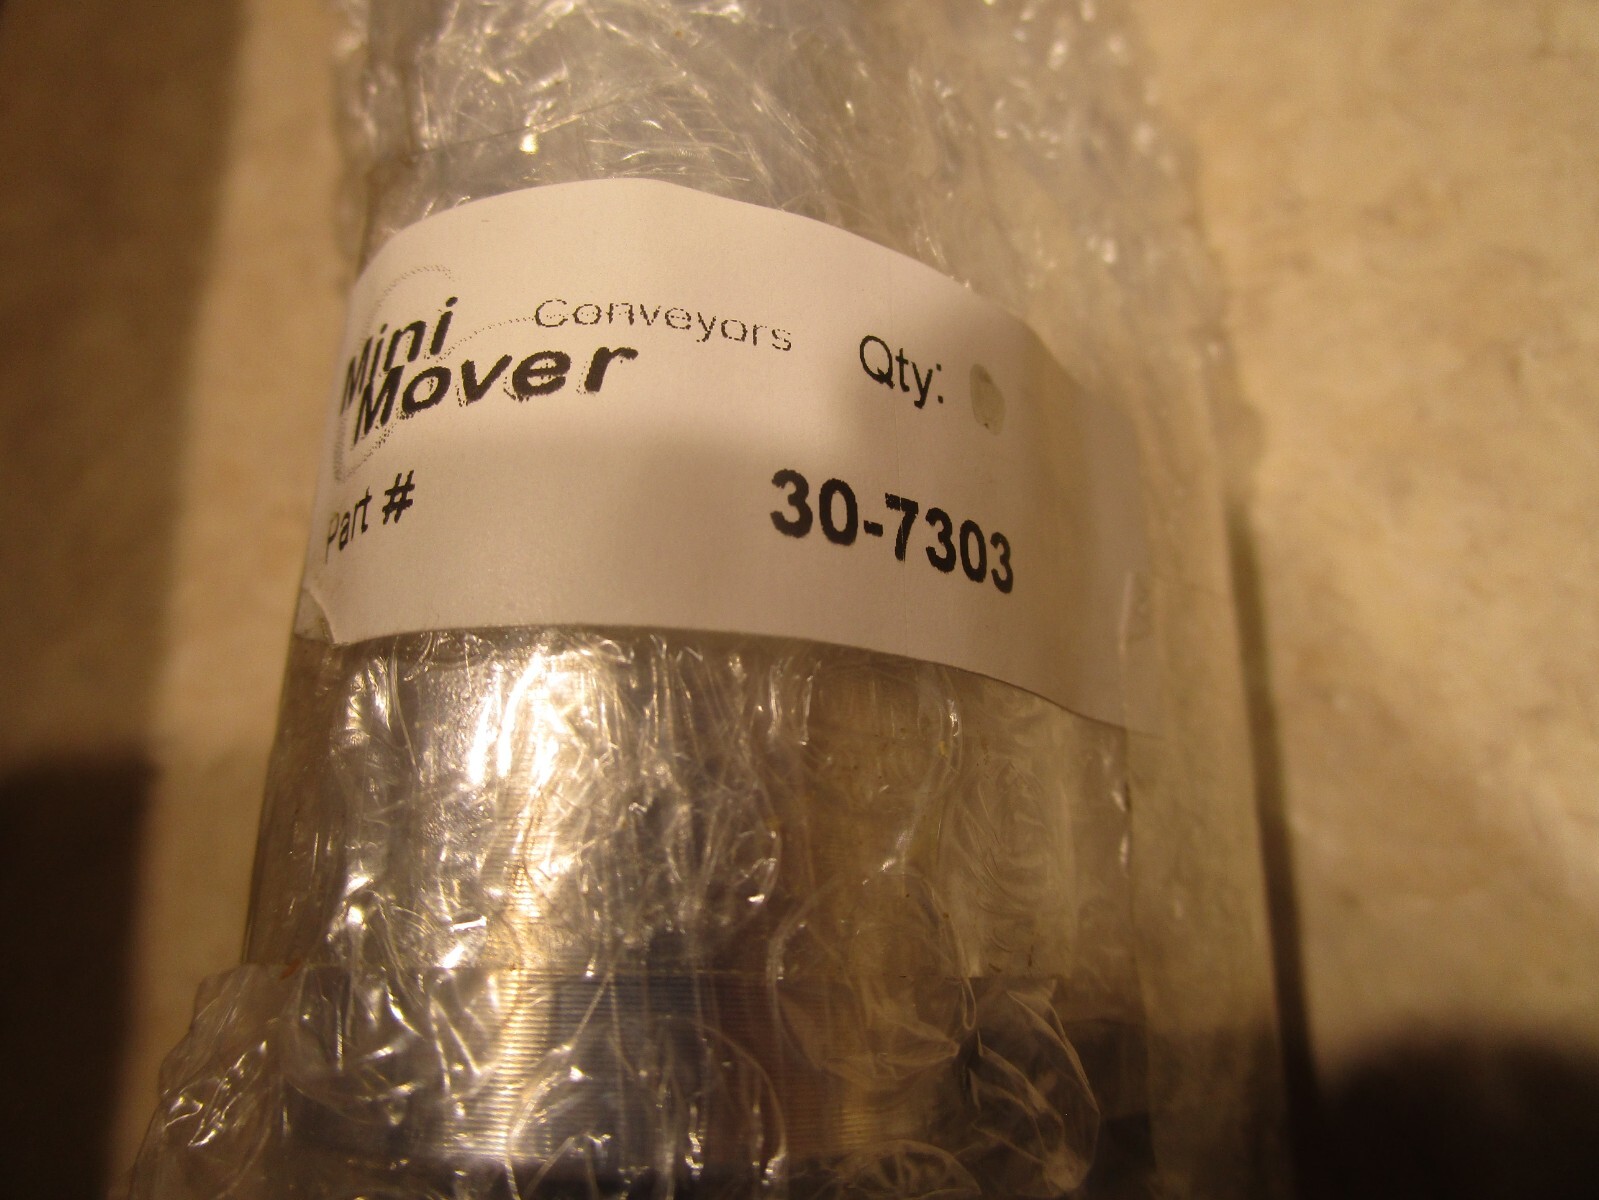 Mini
Mover Conveyors
Qty:
Part # 30-7303